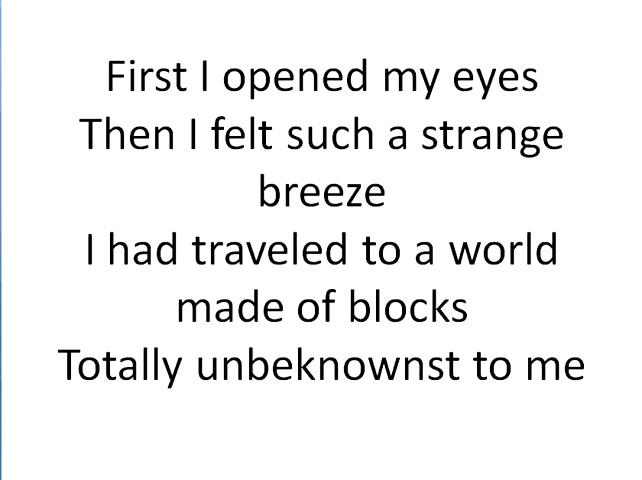 First I opened my eyes
Then I felt such a strange
breeze
I had traveled to a world
made of blocks
Totally unbeknownst to me